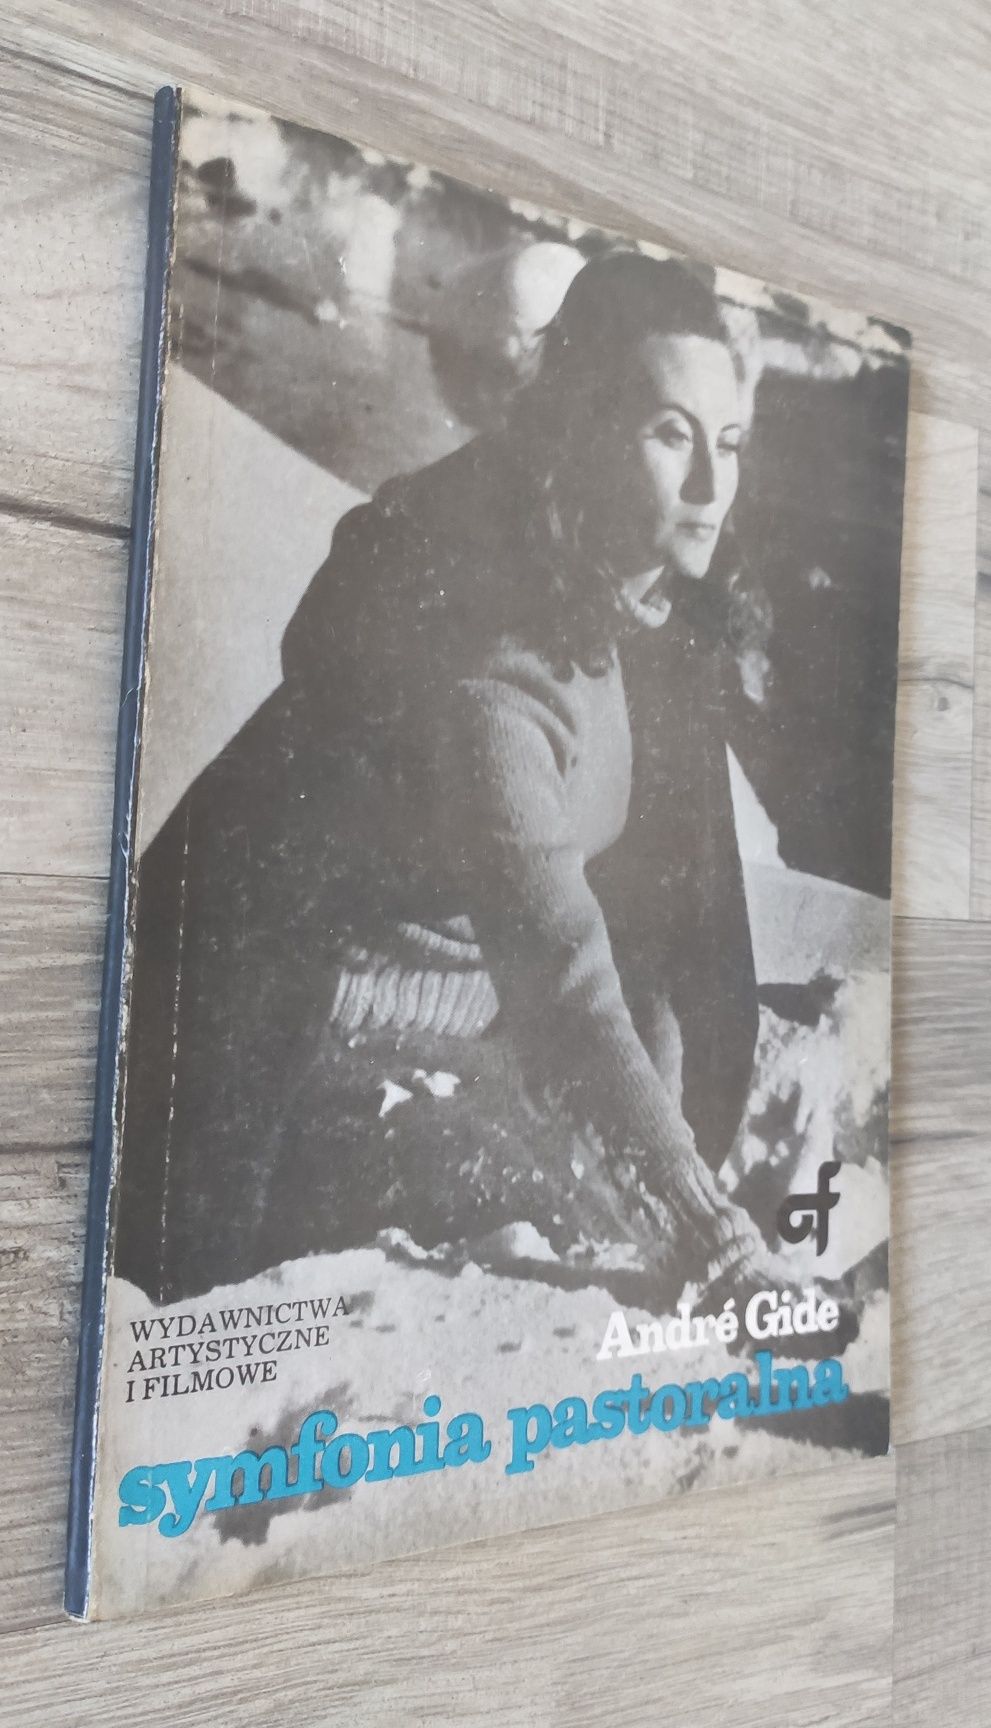 WYDAWNICTWA
ARTYSTYCZNE
I FILMOWE
André Gide
symfonia pastoralna